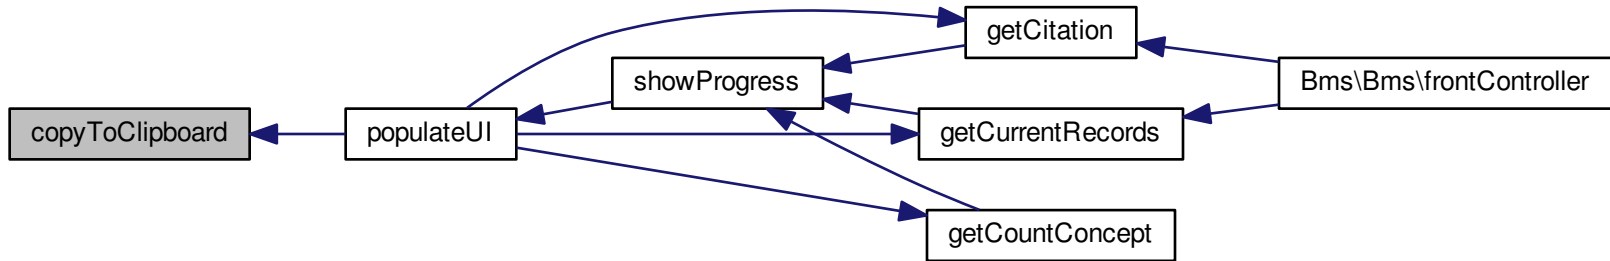 getCitation
showProgress
Bms\Bms\frontController
copyToClipboard
populateUI
getCurrentRecords
getCountConcept